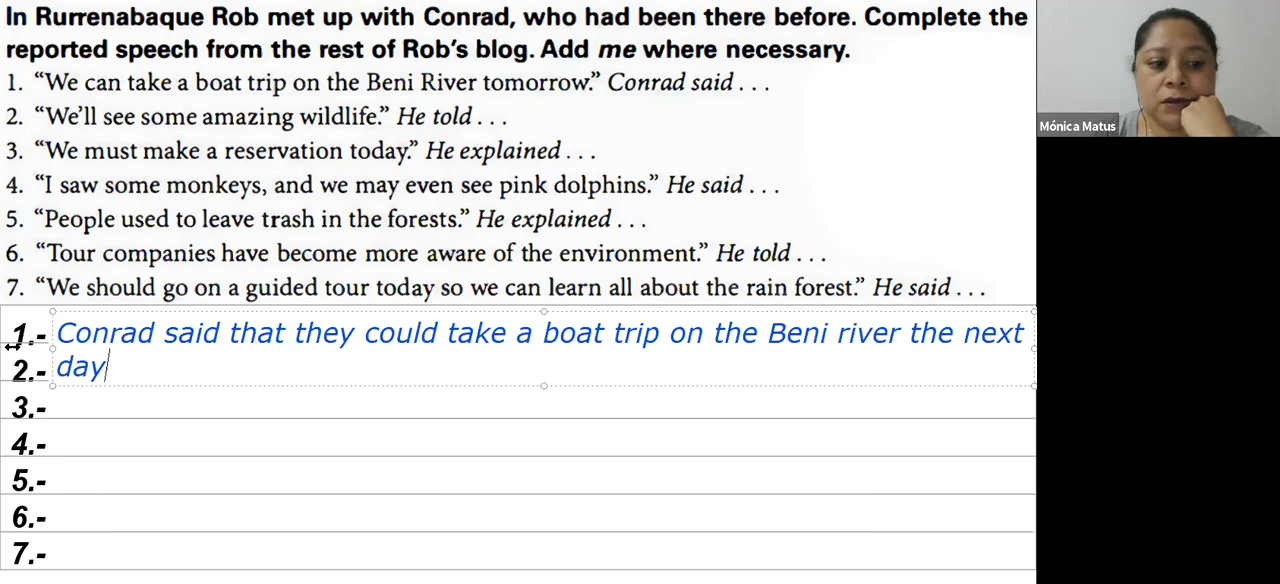 In Rurrenabaque Rob met up with Conrad, who had been there before. Complete the
reported speech from the rest of Rob's blog. Add me where necessary.
1. "We can take a boat trip on the Beni River tomorrow." Conrad said . . .
2. "We'll see some amazing wildlife." He told . . .
3. "We must make a reservation today." He explained . . .
4. "I saw some monkeys, and we may even see pink dolphins." He said . . .
5. "People used to leave trash in the forests." He explained . . .
6. "Tour companies have become more aware of the environment." He told . . .
7. "We should go on a guided tour today so we can learn all about the rain forest." He said . . .
1.- Conrad said that they could take a boat trip on the Beni river the next
2.- day
3.-
4.-
5.-
6.-
7.-
Mónica Matus